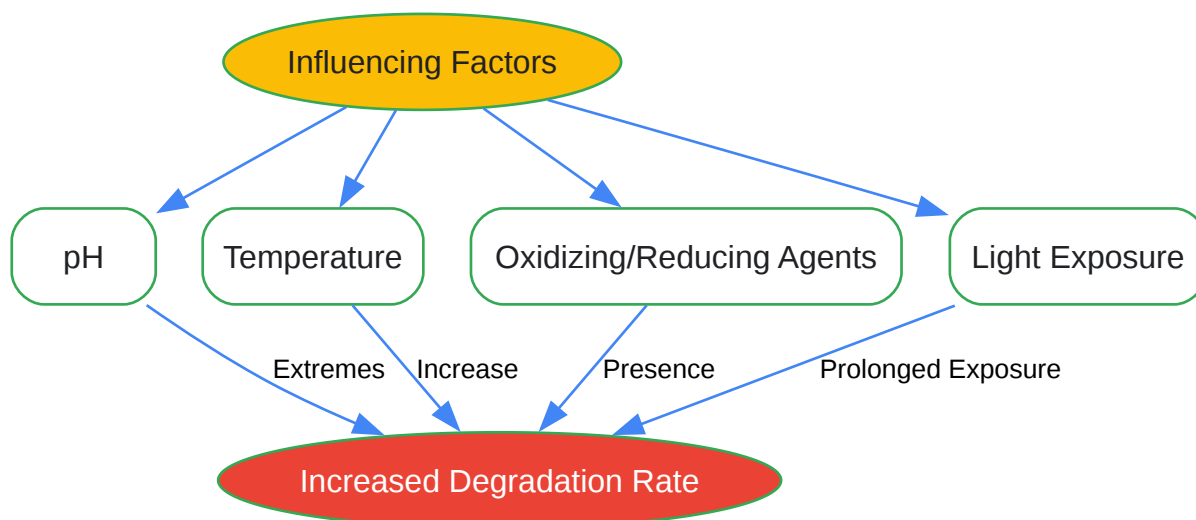 Influencing Factors
pH
Temperature
Oxidizing/Reducing Agents
Light Exposure
Extremes
Increase
Presence
Prolonged Exposure
Increased Degradation Rate